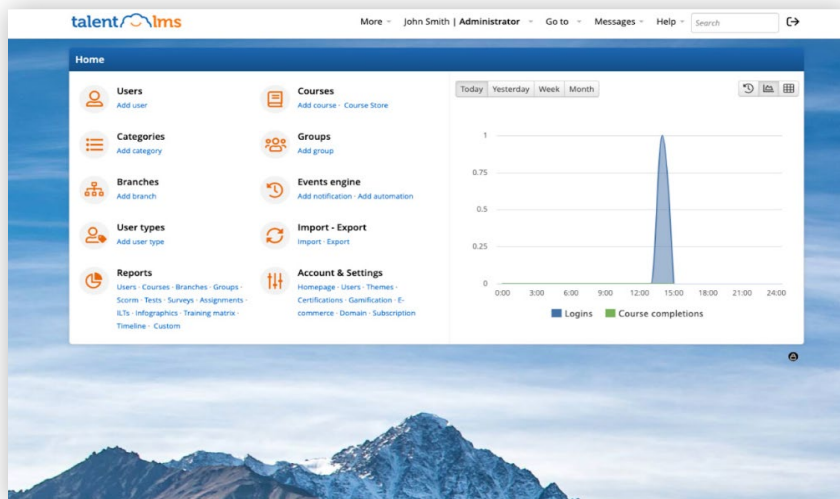 talentlms
More John Smith | Administrator Go to Messages Help Search
Home
Users
Add user
Courses
Add course · Course Store
Categories
Add category
Groups
Add group
Branches
Add branch
Events engine
Add notification · Add automation
User types
Add user type
Import - Export
Import · Export
Reports
Users · Courses · Branches · Groups ·
Scorm · Tests · Surveys · Assignments ·
ILTs · Infographics · Training matrix ·
Timeline · Custom
Account & Settings
Homepage · Users · Themes ·
Certifications · Gamification · E-
commerce · Domain · Subscription
Today Yesterday Week Month
1
0.75
0.5
0.25
0
0:00 3:00 6:00 9:00 12:00 15:00 18:00 21:00 24:00
Logins Course completions